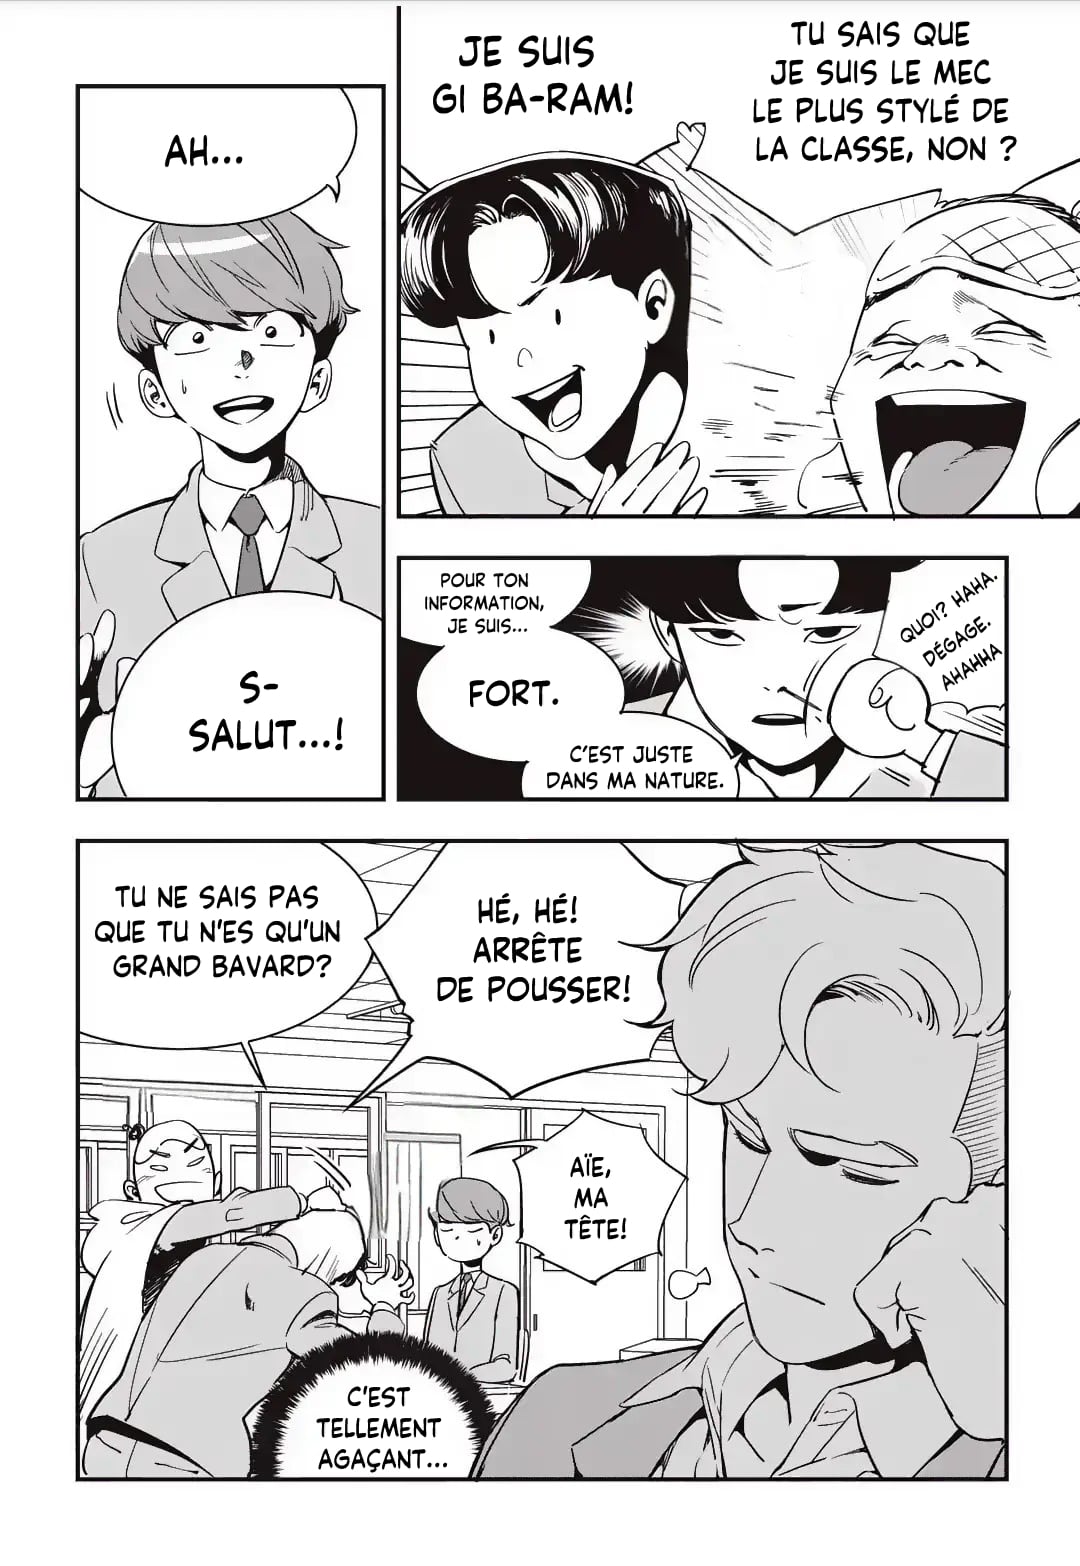 AH...
S-
SALUT...!
JE SUIS
GI BA-RAM!
TU SAIS QUE
JE SUIS LE MEC
LE PLUS STYLÉ DE
LA CLASSE, NON ?
POUR TON
INFORMATION,
JE SUIS...
FORT.
C'EST JUSTE
DANS MA NATURE.
QUOI? HAHA.
DÉGAGE.
AHAHHA
TU NE SAIS PAS
QUE TU N'ES QU'UN
GRAND BAVARD?
HÉ, HÉ!
ARRÊTE
DE POUSSER!
AÏE,
MA
TÊTE!
C'EST
TELLEMENT
AGAÇANT...